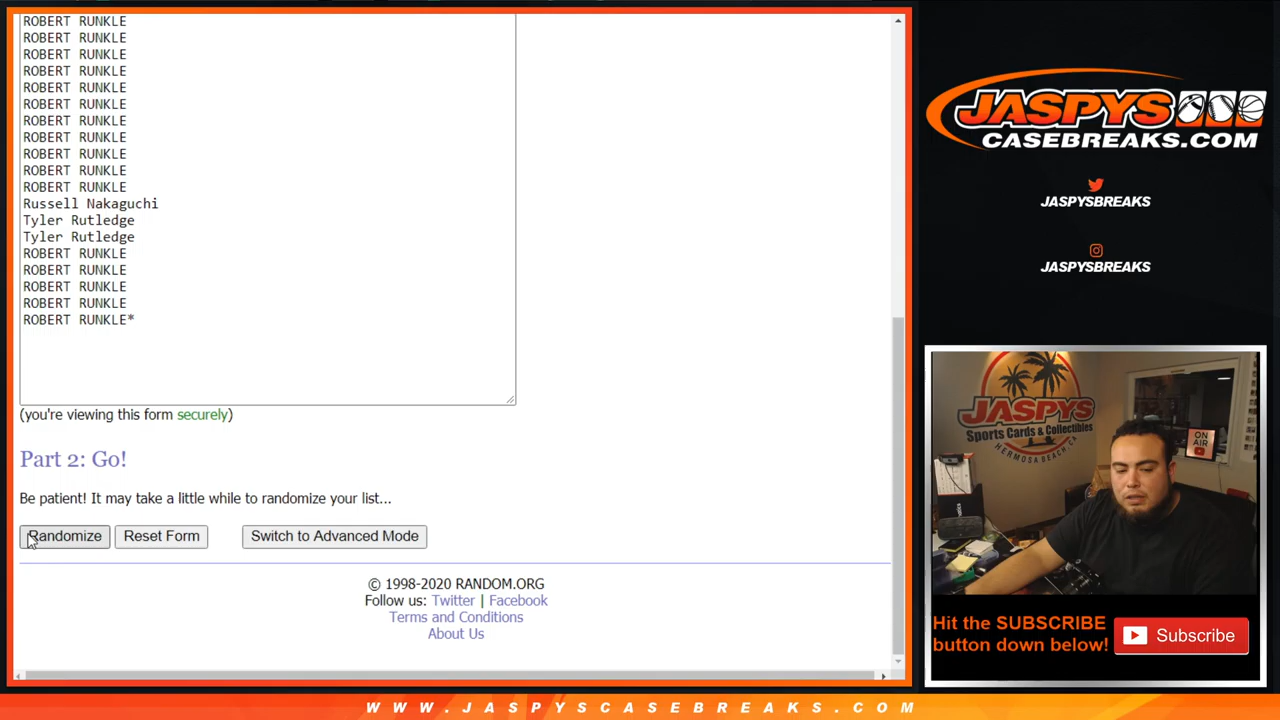 ROBERT RUNKLE
ROBERT RUNKLE
ROBERT RUNKLE
ROBERT RUNKLE
ROBERT RUNKLE
ROBERT RUNKLE
ROBERT RUNKLE
ROBERT RUNKLE
ROBERT RUNKLE
ROBERT RUNKLE
ROBERT RUNKLE
Russell Nakaguchi
Tyler Rutledge
Tyler Rutledge
ROBERT RUNKLE
ROBERT RUNKLE
ROBERT RUNKLE
ROBERT RUNKLE
ROBERT RUNKLE*
(you're viewing this form securely)
Part 2: Go!
Be patient! It may take a little while to randomize your list...
Randomize
Reset Form
Switch to Advanced Mode
© 1998-2020 RANDOM.ORG
Follow us: Twitter | Facebook
Terms and Conditions
About Us
JASPYS
CASEBREAKS.COM
JASPYSBREAKS
JASPYSBREAKS
JASPYS
Sports Cards & Collectibles
HERMOSA BEACH, CA
ON AIR
Hit the SUBSCRIBE
button down below!
Subscribe
WWW.JASPYSCASEBREAKS.COM